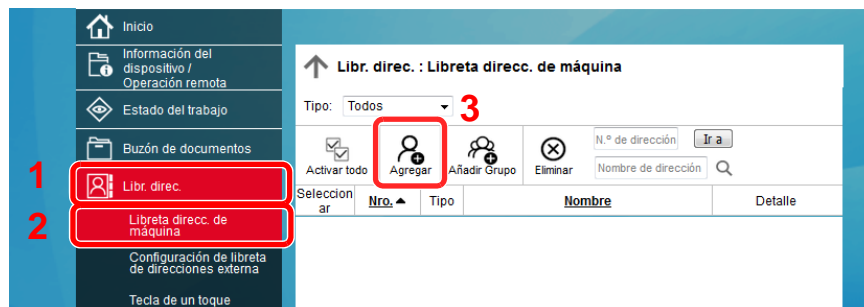 Inicio
Información del
dispositivo /
Operación remota
Estado del trabajo
Buzón de documentos
1
Libr. direc.
2
Libreta direcc. de
máquina
Configuración de libreta
de direcciones externa
Tecla de un toque
Libr. direc. : Libreta direcc. de máquina
Tipo: Todos
3
Activar todo
Agregar
Añadir Grupo
Eliminar
N.º de dirección
Ir a
Nombre de dirección
Seleccion
ar
Nro.
Tipo
Nombre
Detalle